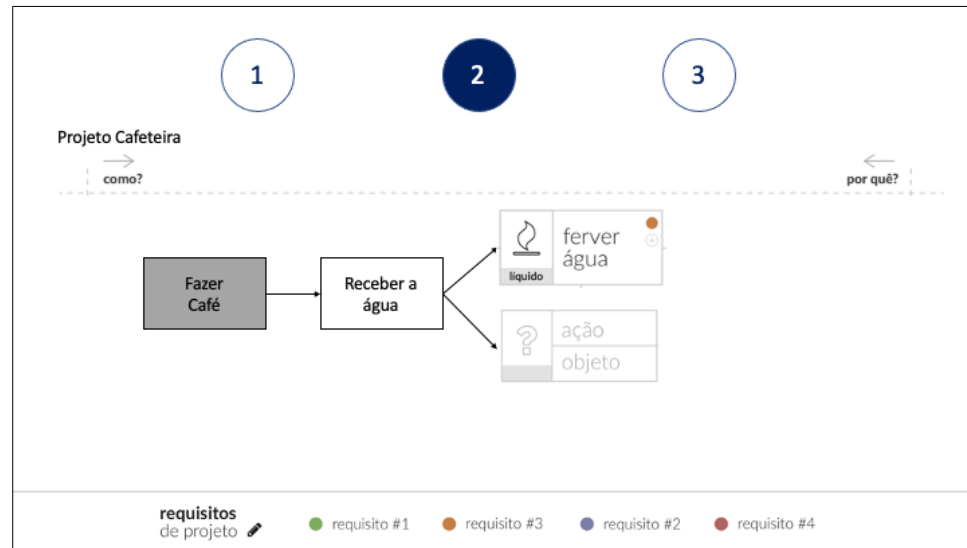 1 2 3
Projeto Cafeteira
como? por quê?
ferver
água
líquido
Fazer
Café
Receber a
água
?
ação
objeto
requisitos
de projeto
requisito #1 requisito #3 requisito #2 requisito #4